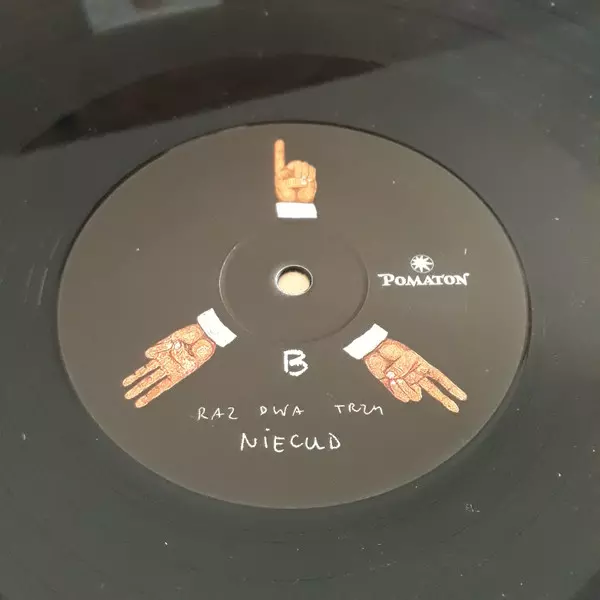 POMATON
B
RAZ DWA TRZY
NIECUD